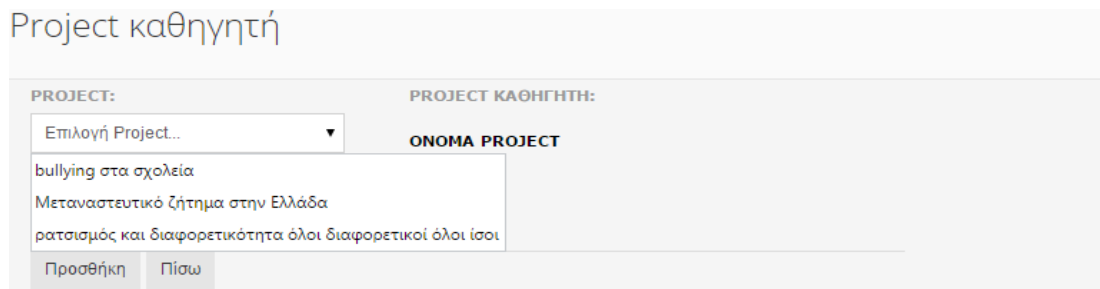 Project καθηγητή
PROJECT:
PROJECT ΚΑΘΗΓΗΤΗ:
Επιλογή Project...
ΟΝΟΜΑ PROJECT
bullying στα σχολεία
Μεταναστευτικό ζήτημα στην Ελλάδα
ρατσισμός και διαφορετικότητα όλοι διαφορετικοί όλοι ίσοι
Προσθήκη Πίσω